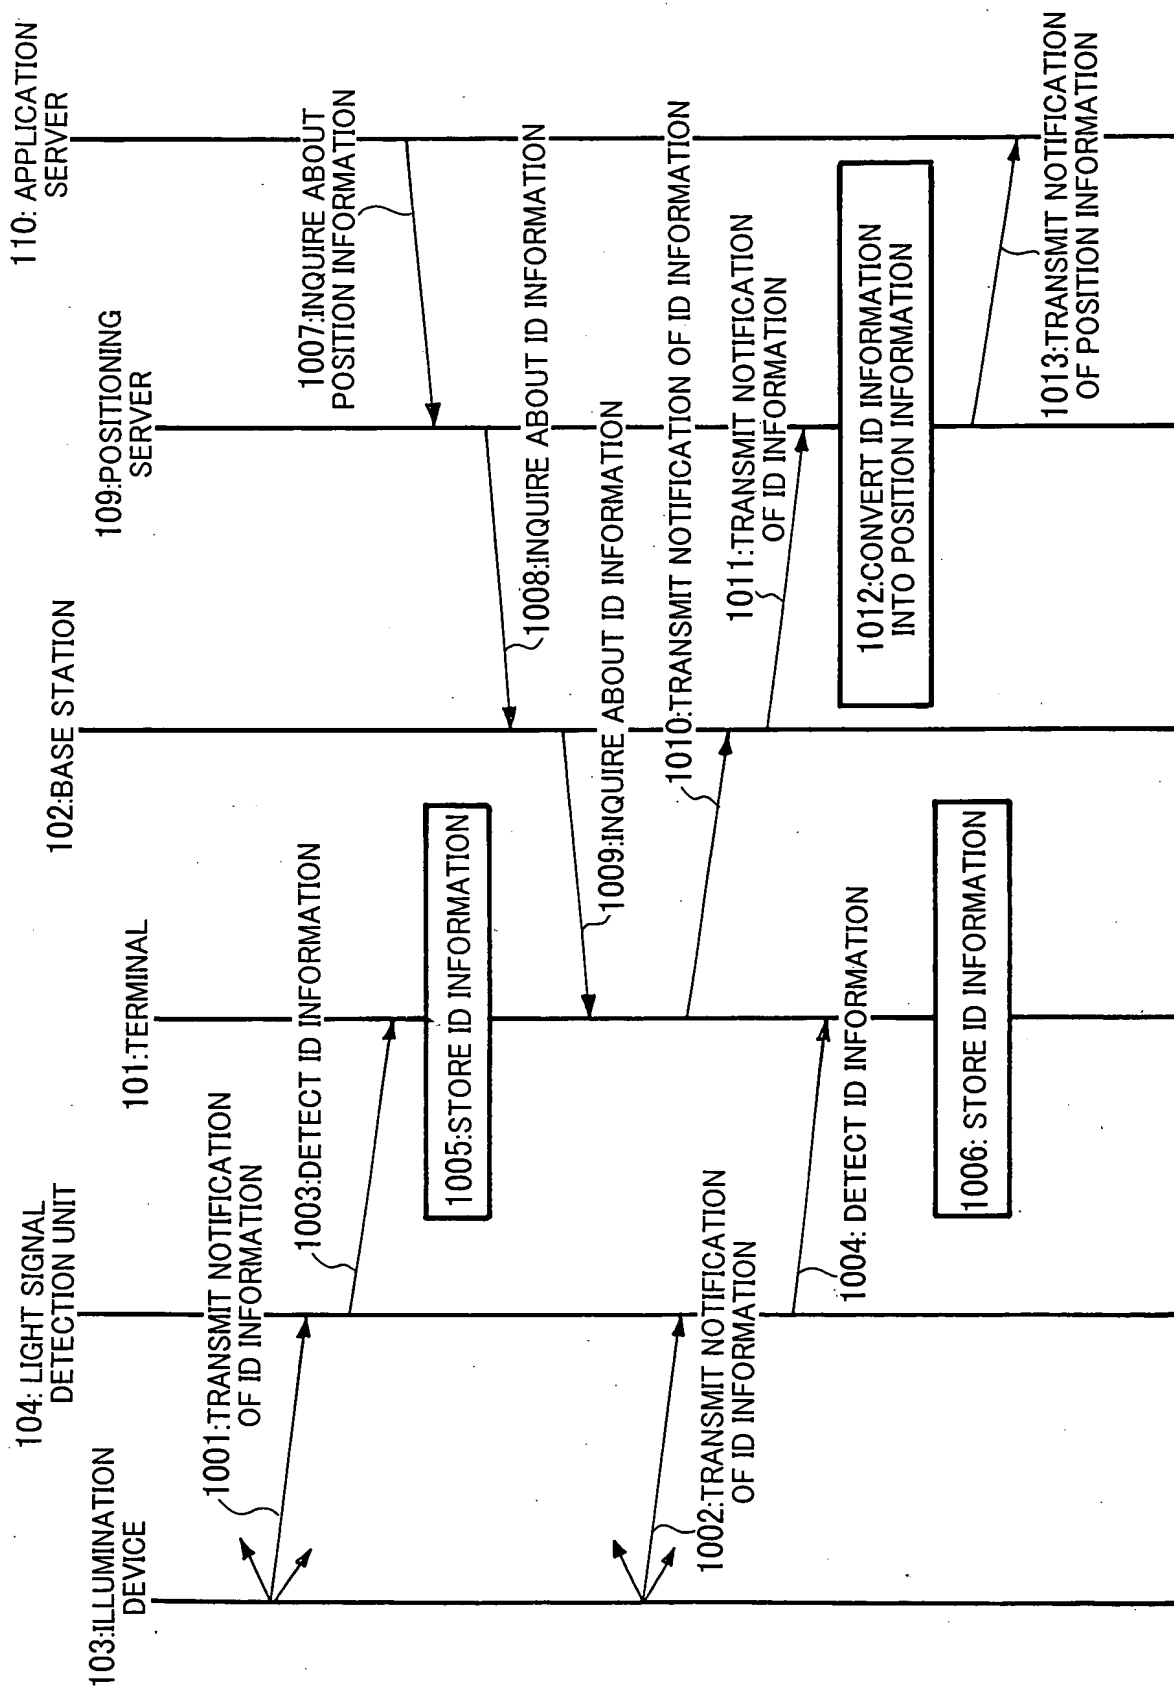 103:ILLUMINATION
DEVICE
104: LIGHT SIGNAL
DETECTION UNIT
101:TERMINAL
102:BASE STATION
109:POSITIONING
SERVER
110: APPLICATION
SERVER
1001:TRANSMIT NOTIFICATION
OF ID INFORMATION
1003:DETECT ID INFORMATION
1005:STORE ID INFORMATION
1007:INQUIRE ABOUT
POSITION INFORMATION
1008:INQUIRE ABOUT ID INFORMATION
1009:INQUIRE ABOUT ID INFORMATION
1010:TRANSMIT NOTIFICATION OF ID INFORMATION
1002:TRANSMIT NOTIFICATION
OF ID INFORMATION
1011:TRANSMIT NOTIFICATION
OF ID INFORMATION
1004: DETECT ID INFORMATION
1012:CONVERT ID INFORMATION
INTO POSITION INFORMATION
1006: STORE ID INFORMATION
1013:TRANSMIT NOTIFICATION
OF POSITION INFORMATION